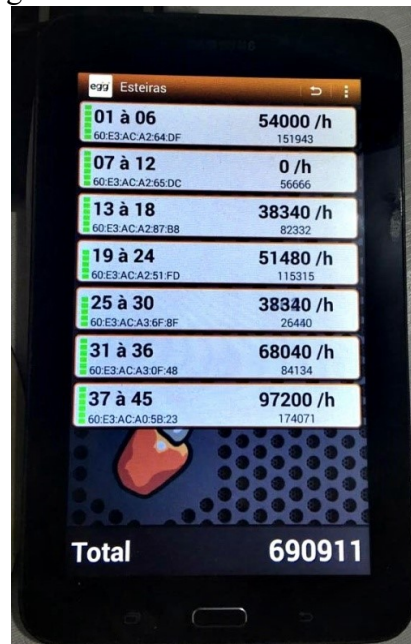 egg Esteiras
01 à 06 54000 /h
60:E3:AC:A2:64:DF 151943
07 à 12 0 /h
60:E3:AC:A2:65:DC 56666
13 à 18 38340 /h
60:E3:AC:A2:87:B8 82332
19 à 24 51480 /h
60:E3:AC:A2:51:FD 115315
25 à 30 38340 /h
60:E3:AC:A3:6F:8F 26440
31 à 36 68040 /h
60:E3:AC:A3:0F:48 84134
37 à 45 97200 /h
60:E3:AC:A0:5B:23 174071
Total 690911